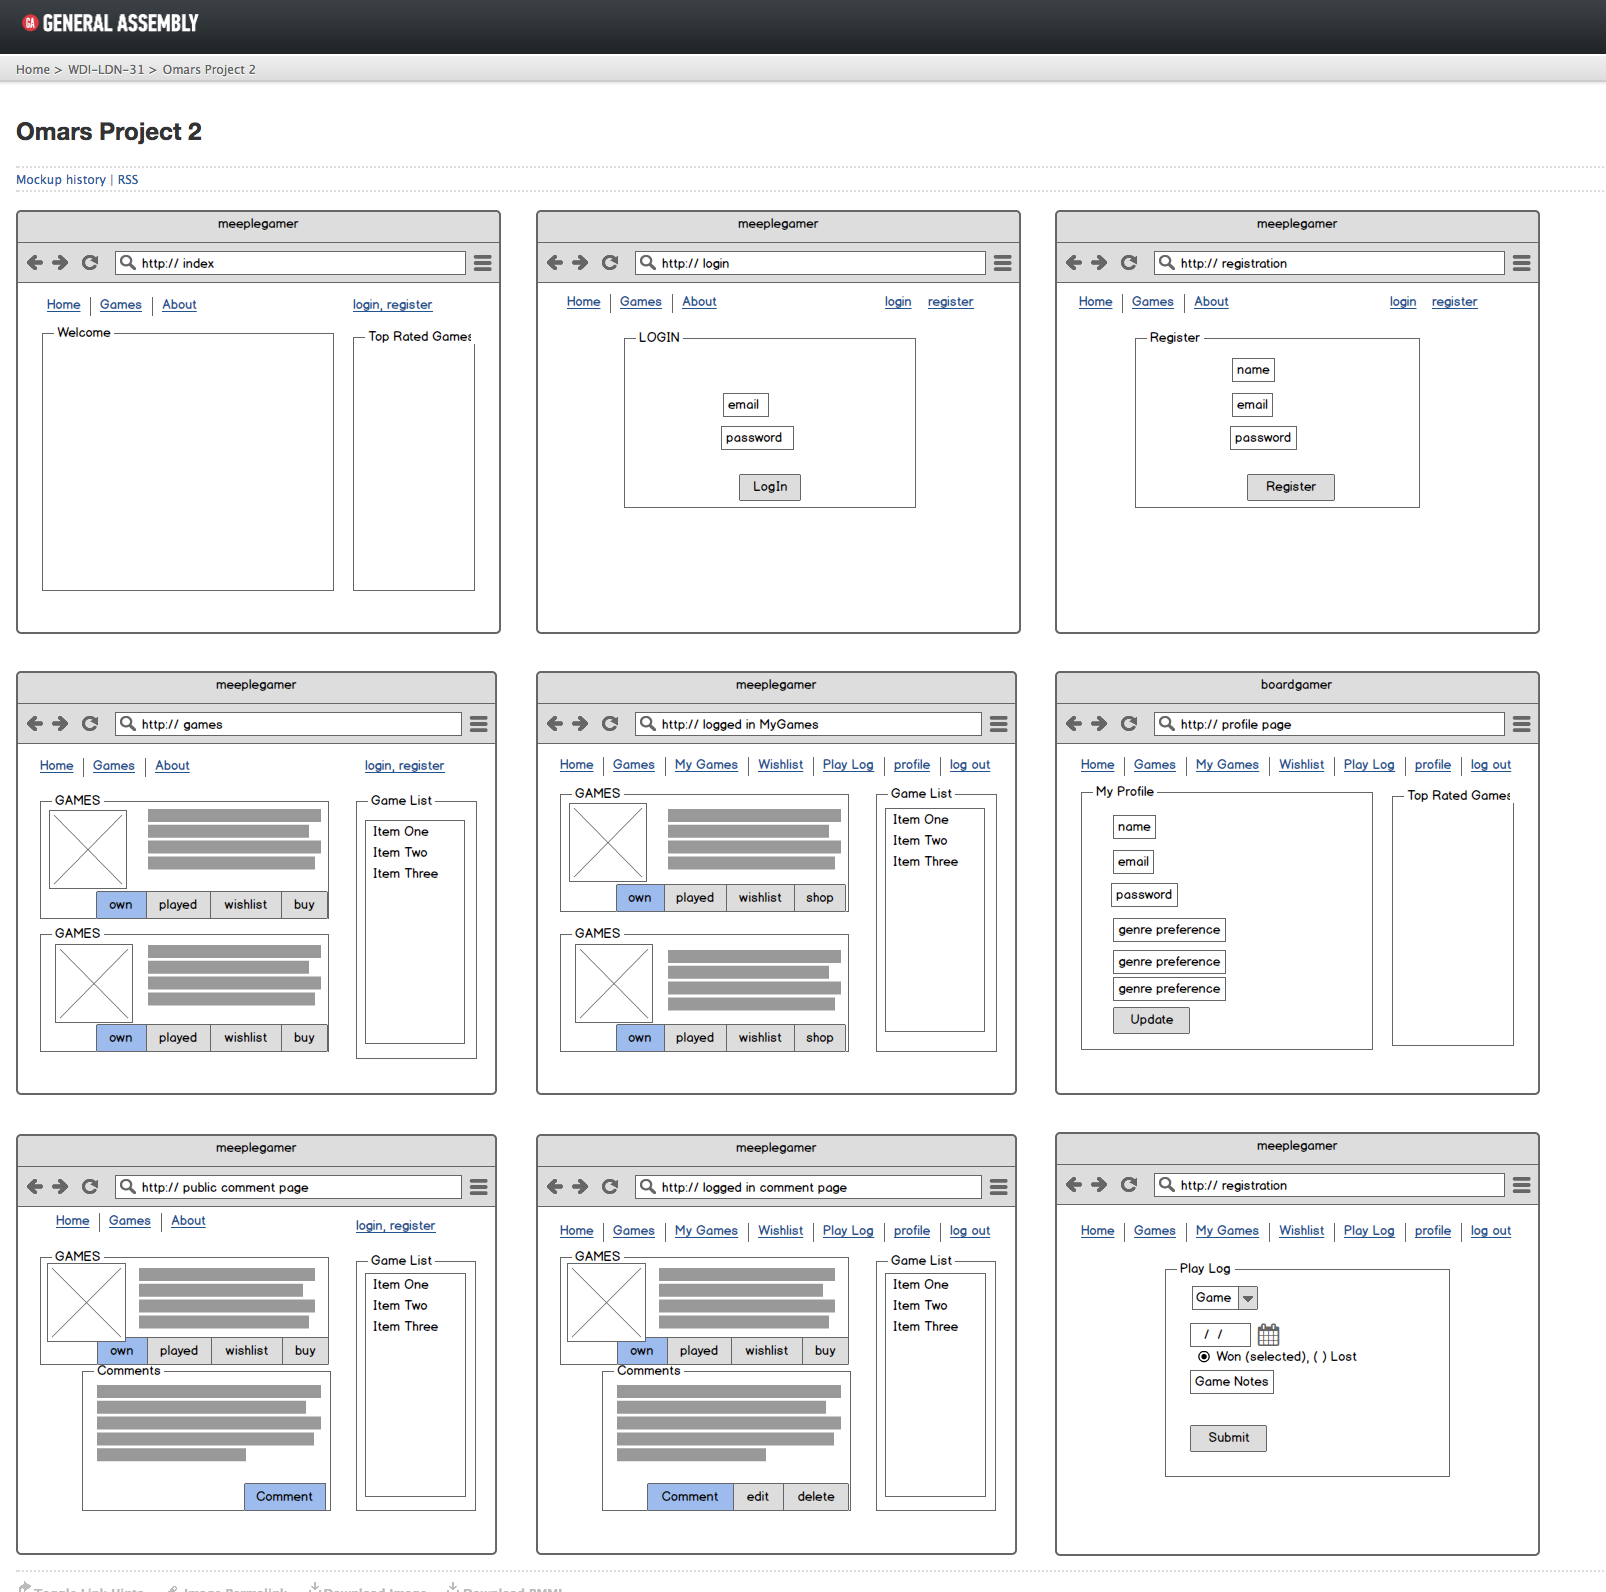 GA GENERAL ASSEMBLY
Home > WDI-LDN-31 > Omars Project 2
Omars Project 2
Mockup history | RSS
meeplegamer
http:// index
Home Games About login, register
Welcome
Top Rated Games
meeplegamer
http:// login
Home Games About login register
LOGIN
email
password
LogIn
meeplegamer
http:// registration
Home Games About login register
Register
name
email
password
Register
meeplegamer
http:// games
Home Games About login, register
GAMES
own played wishlist buy
GAMES
own played wishlist buy
Game List
Item One
Item Two
Item Three
meeplegamer
http:// logged in MyGames
Home Games My Games Wishlist Play Log profile log out
GAMES
own played wishlist shop
GAMES
own played wishlist shop
Game List
Item One
Item Two
Item Three
boardgamer
http:// profile page
Home Games My Games Wishlist Play Log profile log out
My Profile
name
email
password
genre preference
genre preference
genre preference
Update
Top Rated Games
meeplegamer
http:// public comment page
Home Games About login, register
GAMES
own played wishlist buy
Comments
Comment
Game List
Item One
Item Two
Item Three
meeplegamer
http:// logged in comment page
Home Games My Games Wishlist Play Log profile log out
GAMES
own played wishlist buy
Comments
Comment edit delete
Game List
Item One
Item Two
Item Three
meeplegamer
http:// registration
Home Games My Games Wishlist Play Log profile log out
Play Log
Game
/ /
Won (selected), ( ) Lost
Game Notes
Submit